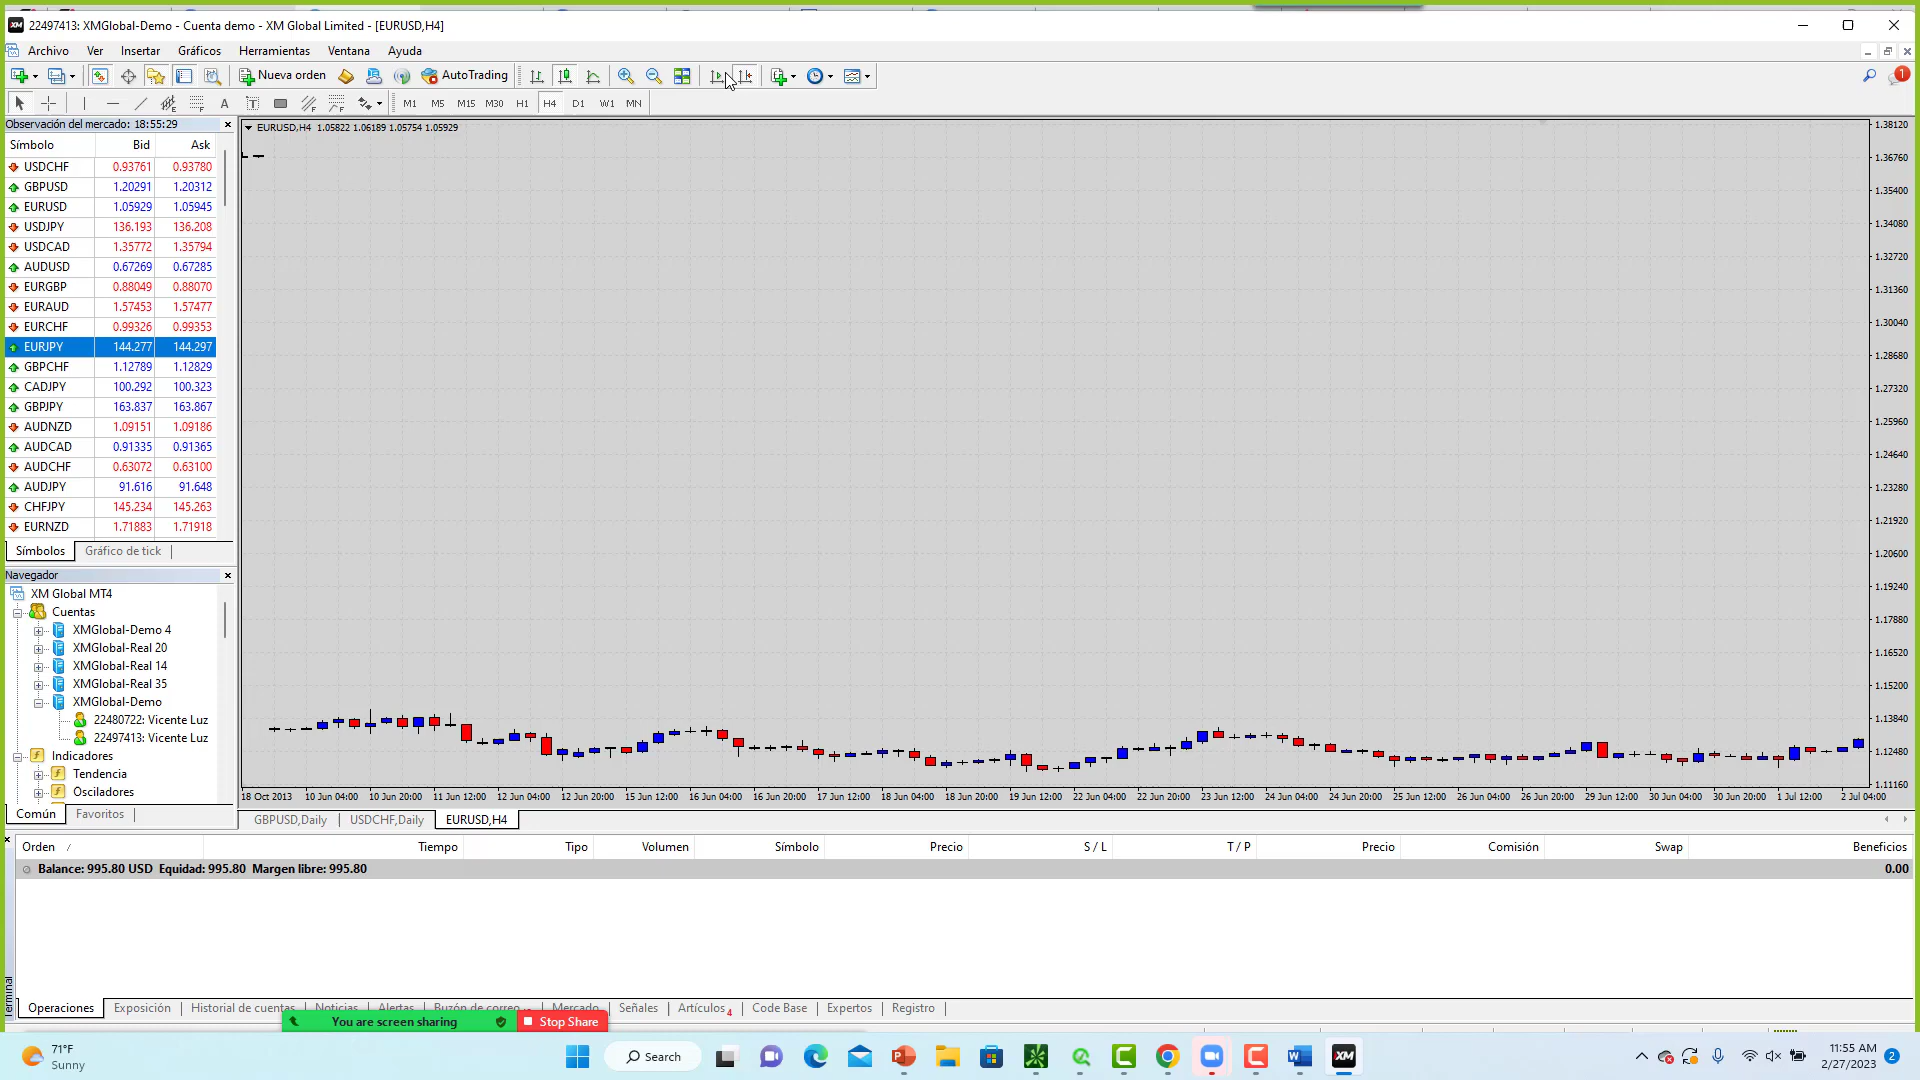 22497413: XMGlobal-Demo - Cuenta demo - XM Global Limited - [EURUSD,H4]
Archivo Ver Insertar Gráficos Herramientas Ventana Ayuda
Nueva orden AutoTrading 1
A T M1 M5 M15 M30 H1 H4 D1 W1 MN
Observación del mercado: 18:55:29
Símbolo Bid Ask
USDCHF 0.93761 0.93780
GBPUSD 1.20291 1.20312
EURUSD 1.05929 1.05945
USDJPY 136.193 136.208
USDCAD 1.35772 1.35794
AUDUSD 0.67269 0.67285
EURGBP 0.88049 0.88070
EURAUD 1.57453 1.57477
EURCHF 0.99326 0.99353
EURJPY 144.277 144.297
GBPCHF 1.12789 1.12829
CADJPY 100.292 100.323
GBPJPY 163.837 163.867
AUDNZD 1.09151 1.09186
AUDCAD 0.91335 0.91365
AUDCHF 0.63072 0.63100
AUDJPY 91.616 91.648
CHFJPY 145.234 145.263
EURNZD 1.71883 1.71918
Símbolos Gráfico de tick
Navegador
XM Global MT4
Cuentas
XMGlobal-Demo 4
XMGlobal-Real 20
XMGlobal-Real 14
XMGlobal-Real 35
XMGlobal-Demo
22480722: Vicente Luz
22497413: Vicente Luz
Indicadores
Tendencia
Osciladores
Común Favoritos
EURUSD,H4 1.05822 1.06189 1.05754 1.05929
1.38120
1.36760
1.35400
1.34080
1.32720
1.31360
1.30040
1.28680
1.27320
1.25960
1.24640
1.23280
1.21920
1.20600
1.19240
1.17880
1.16520
1.15200
1.13840
1.12480
1.11160
18 Oct 2013 10 Jun 04:00 10 Jun 20:00 11 Jun 12:00 12 Jun 04:00 12 Jun 20:00 15 Jun 12:00 16 Jun 04:00 16 Jun 20:00 17 Jun 12:00 18 Jun 04:00 18 Jun 20:00 19 Jun 12:00 22 Jun 04:00 22 Jun 20:00 23 Jun 12:00 24 Jun 04:00 24 Jun 20:00 25 Jun 12:00 26 Jun 04:00 26 Jun 20:00 29 Jun 12:00 30 Jun 04:00 30 Jun 20:00 1 Jul 12:00 2 Jul 04:00
GBPUSD,Daily USDCHF,Daily EURUSD,H4
Orden Tiempo Tipo Volumen Símbolo Precio S / L T / P Precio Comisión Swap Beneficios
Balance: 995.80 USD Equidad: 995.80 Margen libre: 995.80 0.00
Terminal
Operaciones Exposición Historial de cuentas Noticias Alertas Buzón de correo Mercado Señales Artículos 4 Code Base Expertos Registro
You are screen sharing Stop Share
71°F
Sunny
Search
XM
11:55 AM
2/27/2023
2